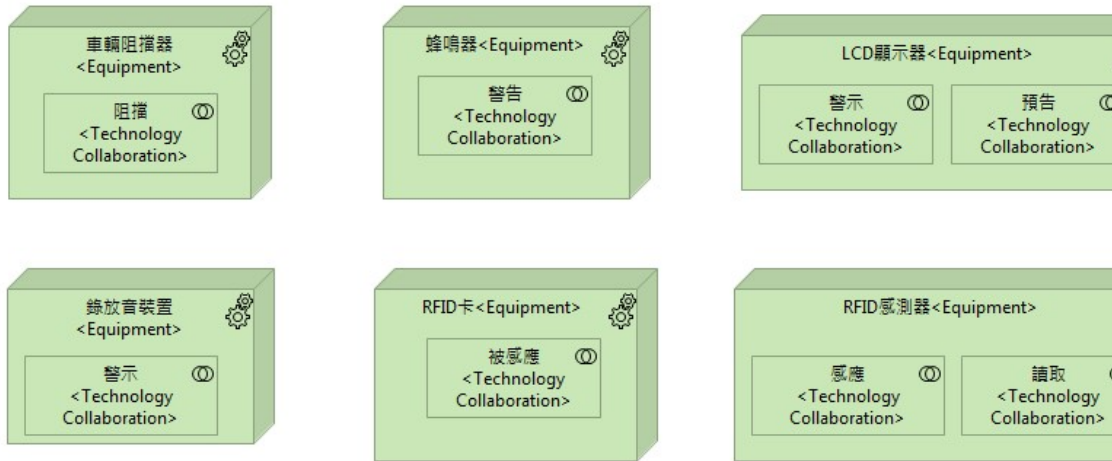 車輛阻擋器
<Equipment>
阻擋
<Technology
Collaboration>
蜂鳴器<Equipment>
警告
<Technology
Collaboration>
LCD顯示器<Equipment>
警示
<Technology
Collaboration>
預告
<Technology
Collaboration>
錄放音裝置
<Equipment>
警示
<Technology
Collaboration>
RFID卡<Equipment>
被感應
<Technology
Collaboration>
RFID感測器<Equipment>
感應
<Technology
Collaboration>
讀取
<Technology
Collaboration>